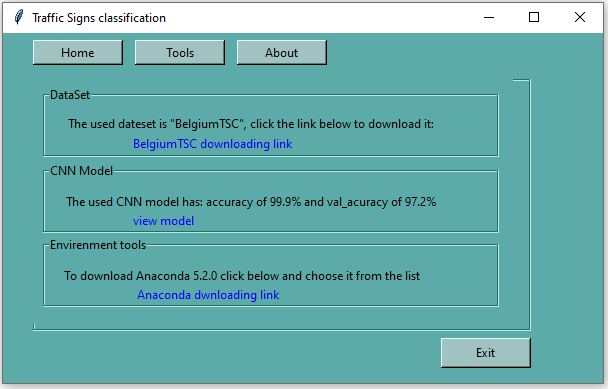 Traffic Signs classification
Home Tools About
DataSet
The used dateset is "BelgiumTSC", click the link below to download it:
BelgiumTSC downloading link
CNN Model
The used CNN model has: accuracy of 99.9% and val_acuracy of 97.2%
view model
Envirenment tools
To download Anaconda 5.2.0 click below and choose it from the list
Anaconda dwnloading link
Exit